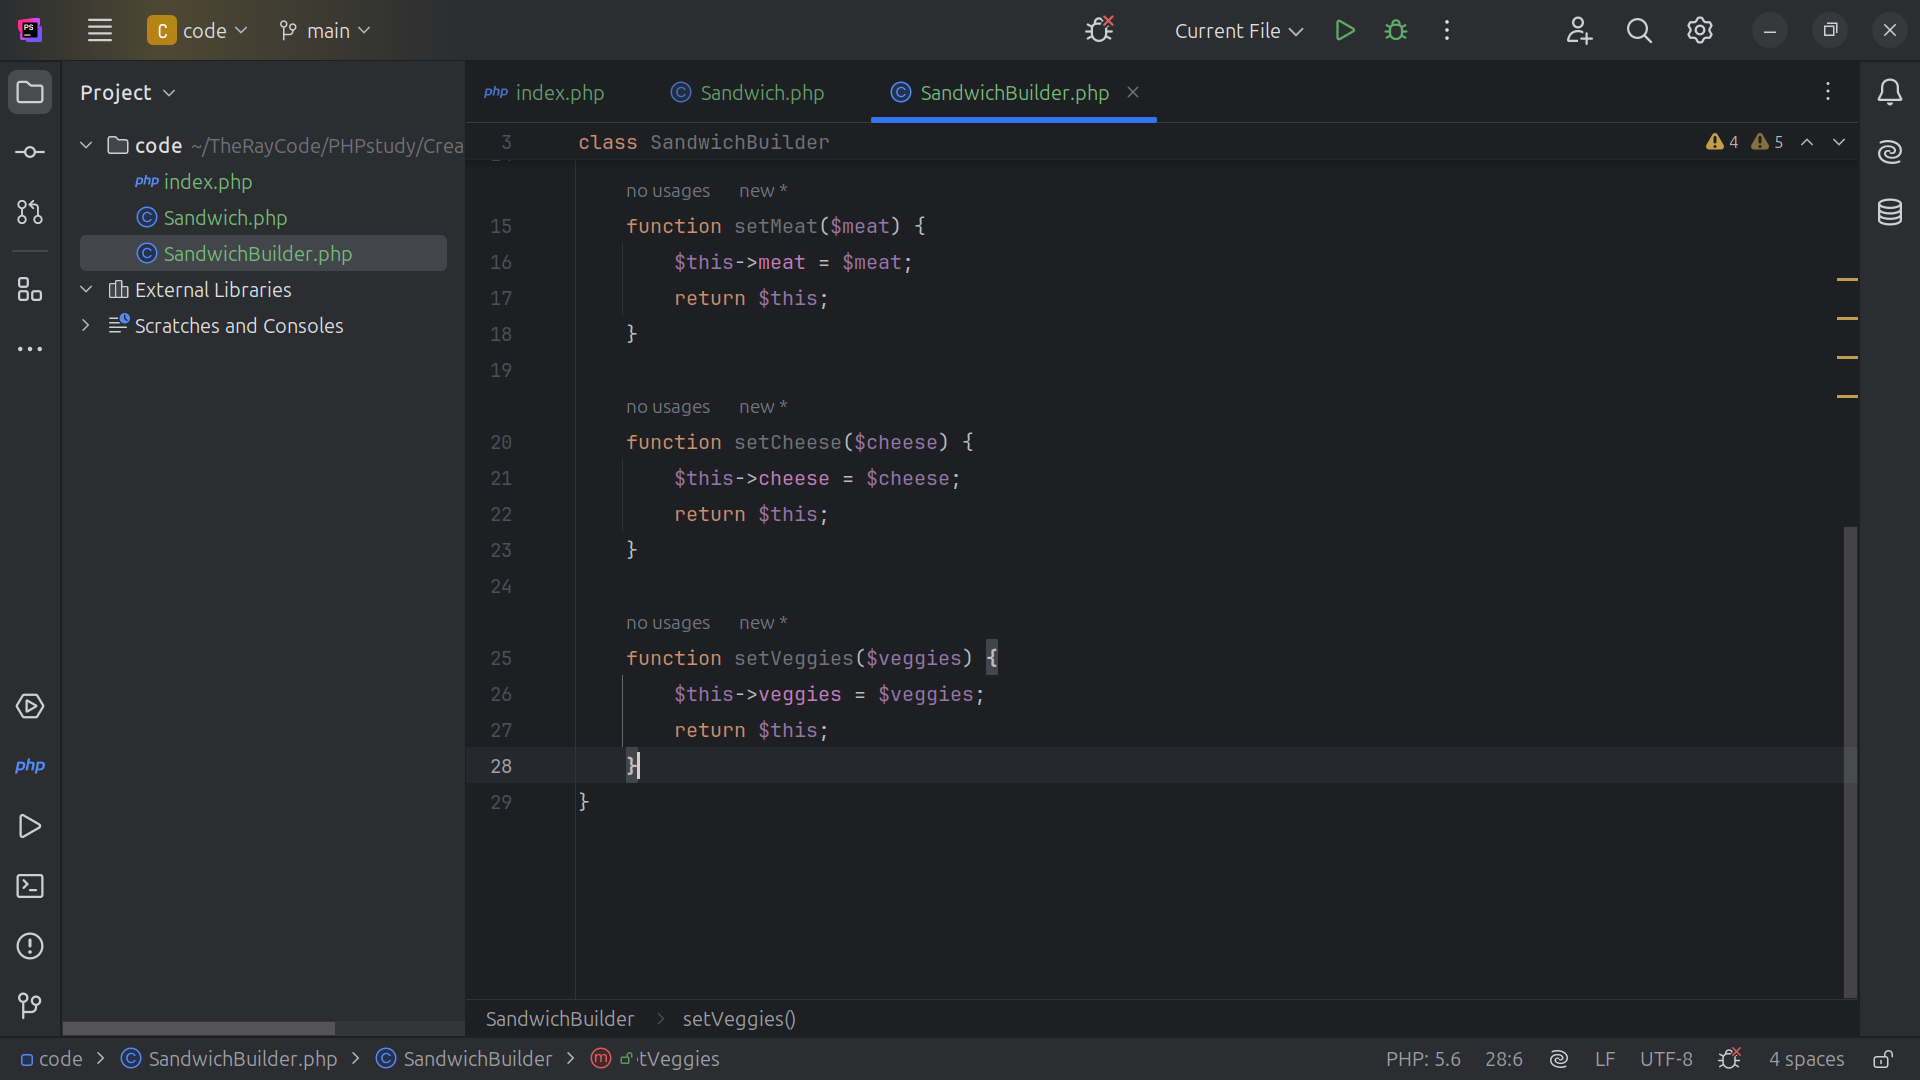 PS
C code main
Current File
Project
code ~/TheRayCode/PHPstudy/Crea
php index.php
C Sandwich.php
C SandwichBuilder.php
External Libraries
Scratches and Consoles
php
php index.php
C Sandwich.php
C SandwichBuilder.php
3 class SandwichBuilder
4 5
no usages new *
15 function setMeat($meat) {
16 $this->meat = $meat;
17 return $this;
18 }
19
no usages new *
20 function setCheese($cheese) {
21 $this->cheese = $cheese;
22 return $this;
23 }
24
no usages new *
25 function setVeggies($veggies) {
26 $this->veggies = $veggies;
27 return $this;
28 }
29 }
SandwichBuilder > setVeggies()
code > C SandwichBuilder.php > C SandwichBuilder > m tVeggies
PHP: 5.6 28:6 LF UTF-8 4 spaces